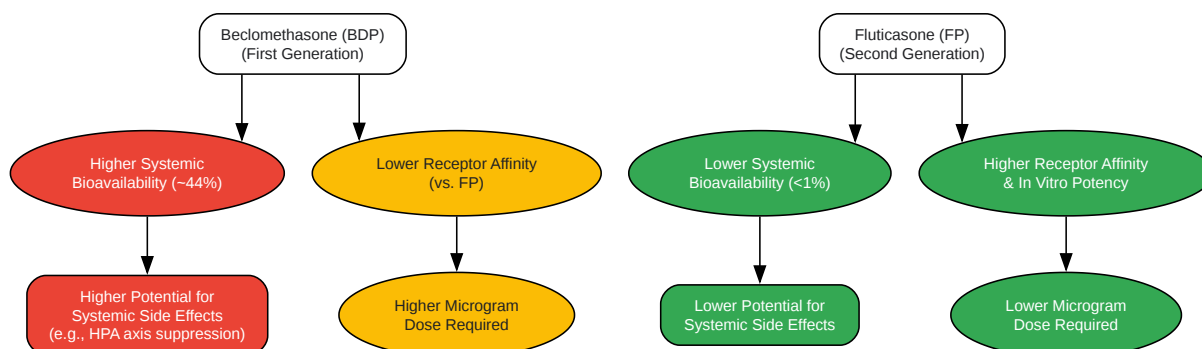 Beclomethasone (BDP)
(First Generation)
Fluticasone (FP)
(Second Generation)
Higher Systemic
Bioavailability (~44%)
Lower Receptor Affinity
(vs. FP)
Lower Systemic
Bioavailability (<1%)
Higher Receptor Affinity
& In Vitro Potency
Higher Potential for
Systemic Side Effects
(e.g., HPA axis suppression)
Higher Microgram
Dose Required
Lower Potential for
Systemic Side Effects
Lower Microgram
Dose Required